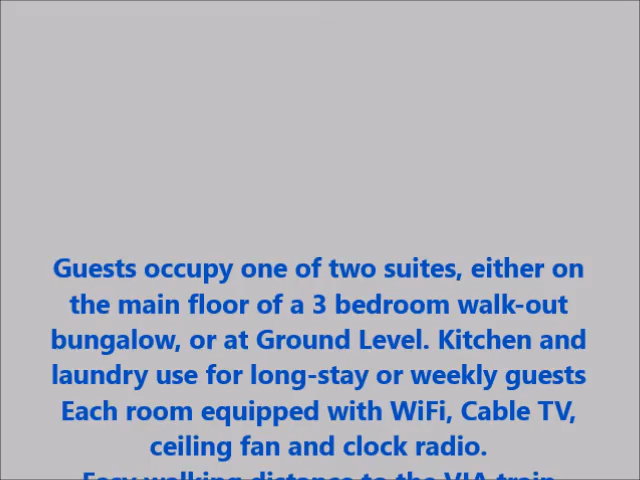 Guests occupy one of two suites, either on
the main floor of a 3 bedroom walk-out
bungalow, or at Ground Level. Kitchen and
laundry use for long-stay or weekly guests
Each room equipped with WiFi, Cable TV,
ceiling fan and clock radio.
Easy walking distance to the VIA train